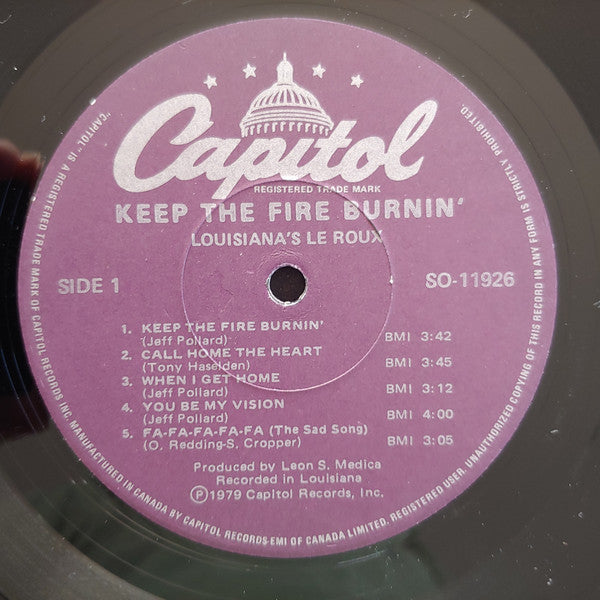 Capitol
REGISTERED TRADE MARK
KEEP THE FIRE BURNIN'
LOUISIANA'S LE ROUX
SIDE 1
SO-11926
1. KEEP THE FIRE BURNIN'
(Jeff Pollard) BMI 3:42
2. CALL HOME THE HEART
(Tony Haselden) BMI 3:45
3. WHEN I GET HOME
(Jeff Pollard) BMI 3:12
4. YOU BE MY VISION
(Jeff Pollard) BMI 4:00
5. FA-FA-FA-FA-FA (The Sad Song)
(O. Redding-S. Cropper) BMI 3:05
Produced by Leon S. Medica
Recorded in Louisiana
Ⓟ1979 Capitol Records, Inc.
"CAPITOL" IS A REGISTERED TRADE MARK OF CAPITOL RECORDS INC. MANUFACTURED IN CANADA BY CAPITOL RECORDS-EMI OF CANADA LIMITED. REGISTERED USER. UNAUTHORIZED COPYING OF THIS RECORD IN ANY FORM IS STRICTLY PROHIBITED.